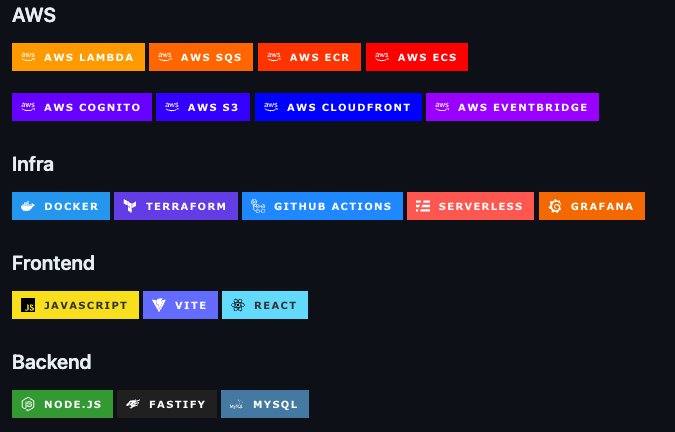 AWS
aws AWS LAMBDA aws AWS SQS aws AWS ECR aws AWS ECS
aws AWS COGNITO aws AWS S3 aws AWS CLOUDFRONT aws AWS EVENTBRIDGE
Infra
DOCKER TERRAFORM GITHUB ACTIONS SERVERLESS GRAFANA
Frontend
JS JAVASCRIPT VITE REACT
Backend
NODE.JS FASTIFY MySQL MYSQL